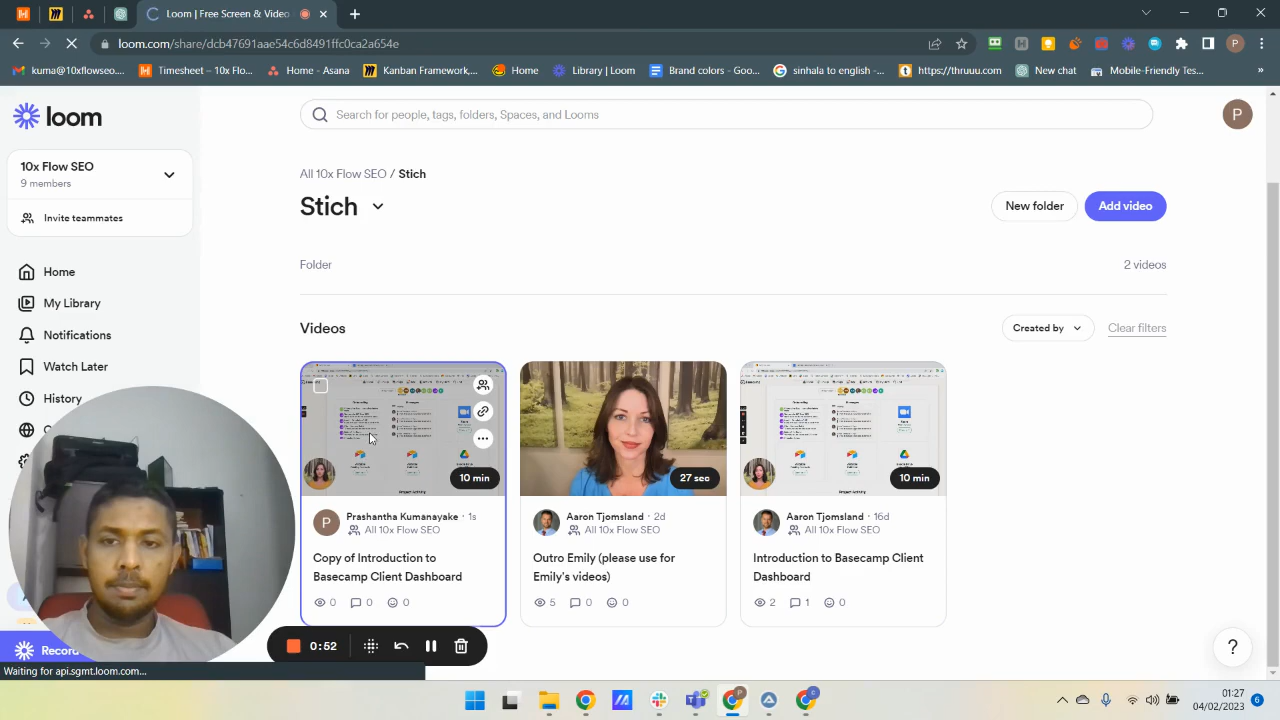 Loom | Free Screen & Video
loom.com/share/dcb47691aae54c6d8491ffc0ca2a654e
P
kuma@10xflowseo....
Timesheet – 10x Flo...
Home - Asana
Kanban Framework,...
Home
Library | Loom
Brand colors - Goo...
sinhala to english -...
https://thruuu.com
New chat
Mobile-Friendly Tes...
loom
Search for people, tags, folders, Spaces, and Looms
P
10x Flow SEO
9 members
Invite teammates
All 10x Flow SEO / Stich
Stich
New folder
Add video
Folder
2 videos
Home
My Library
Notifications
Watch Later
History
Videos
Created by
Clear filters
10 min
27 sec
10 min
P
Prashantha Kumanayake · 1s
All 10x Flow SEO
Copy of Introduction to
Basecamp Client Dashboard
0 0 0
Aaron Tjomsland · 2d
All 10x Flow SEO
Outro Emily (please use for
Emily's videos)
5 0 0
Aaron Tjomsland · 16d
All 10x Flow SEO
Introduction to Basecamp Client
Dashboard
2 1 0
Record
0:52
?
Waiting for api.sgmt.loom.com...
01:27
04/02/2023
6